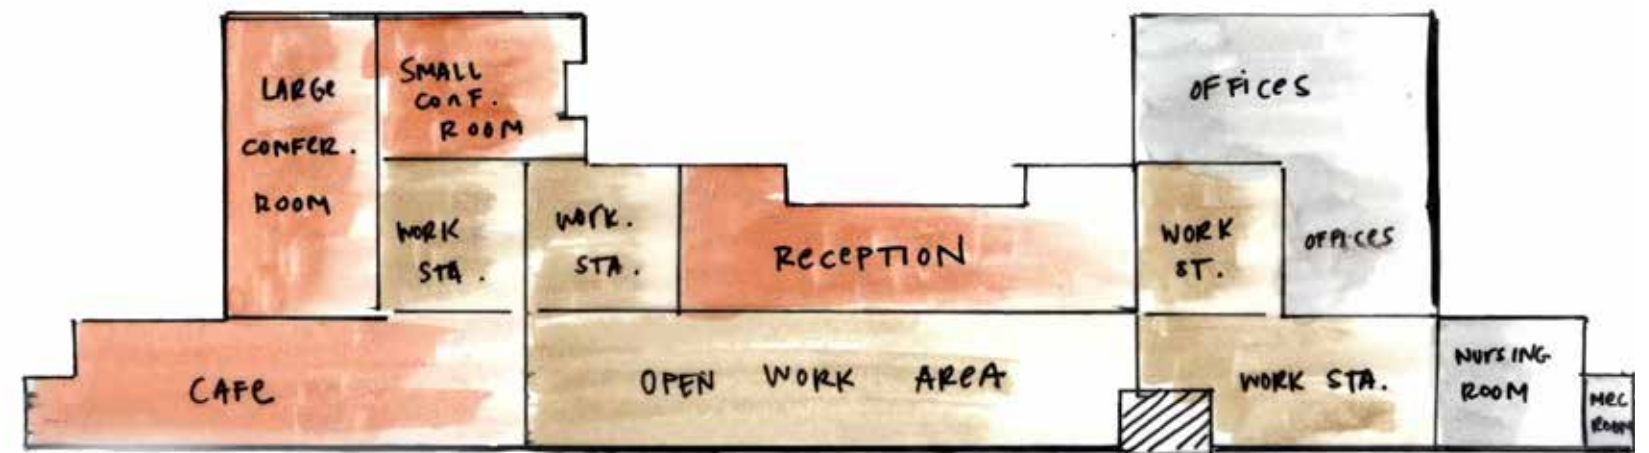 LARGe
CONFER.
ROOM
SMALL
CONF.
ROOM
OFFices
WORK
STA.
WORK.
STA.
ReCePTION
WORK
ST.
OFFICES
CAFe
OPEN WORK AReA
WORK STA.
NURSING
ROOM
MeC
ROOM